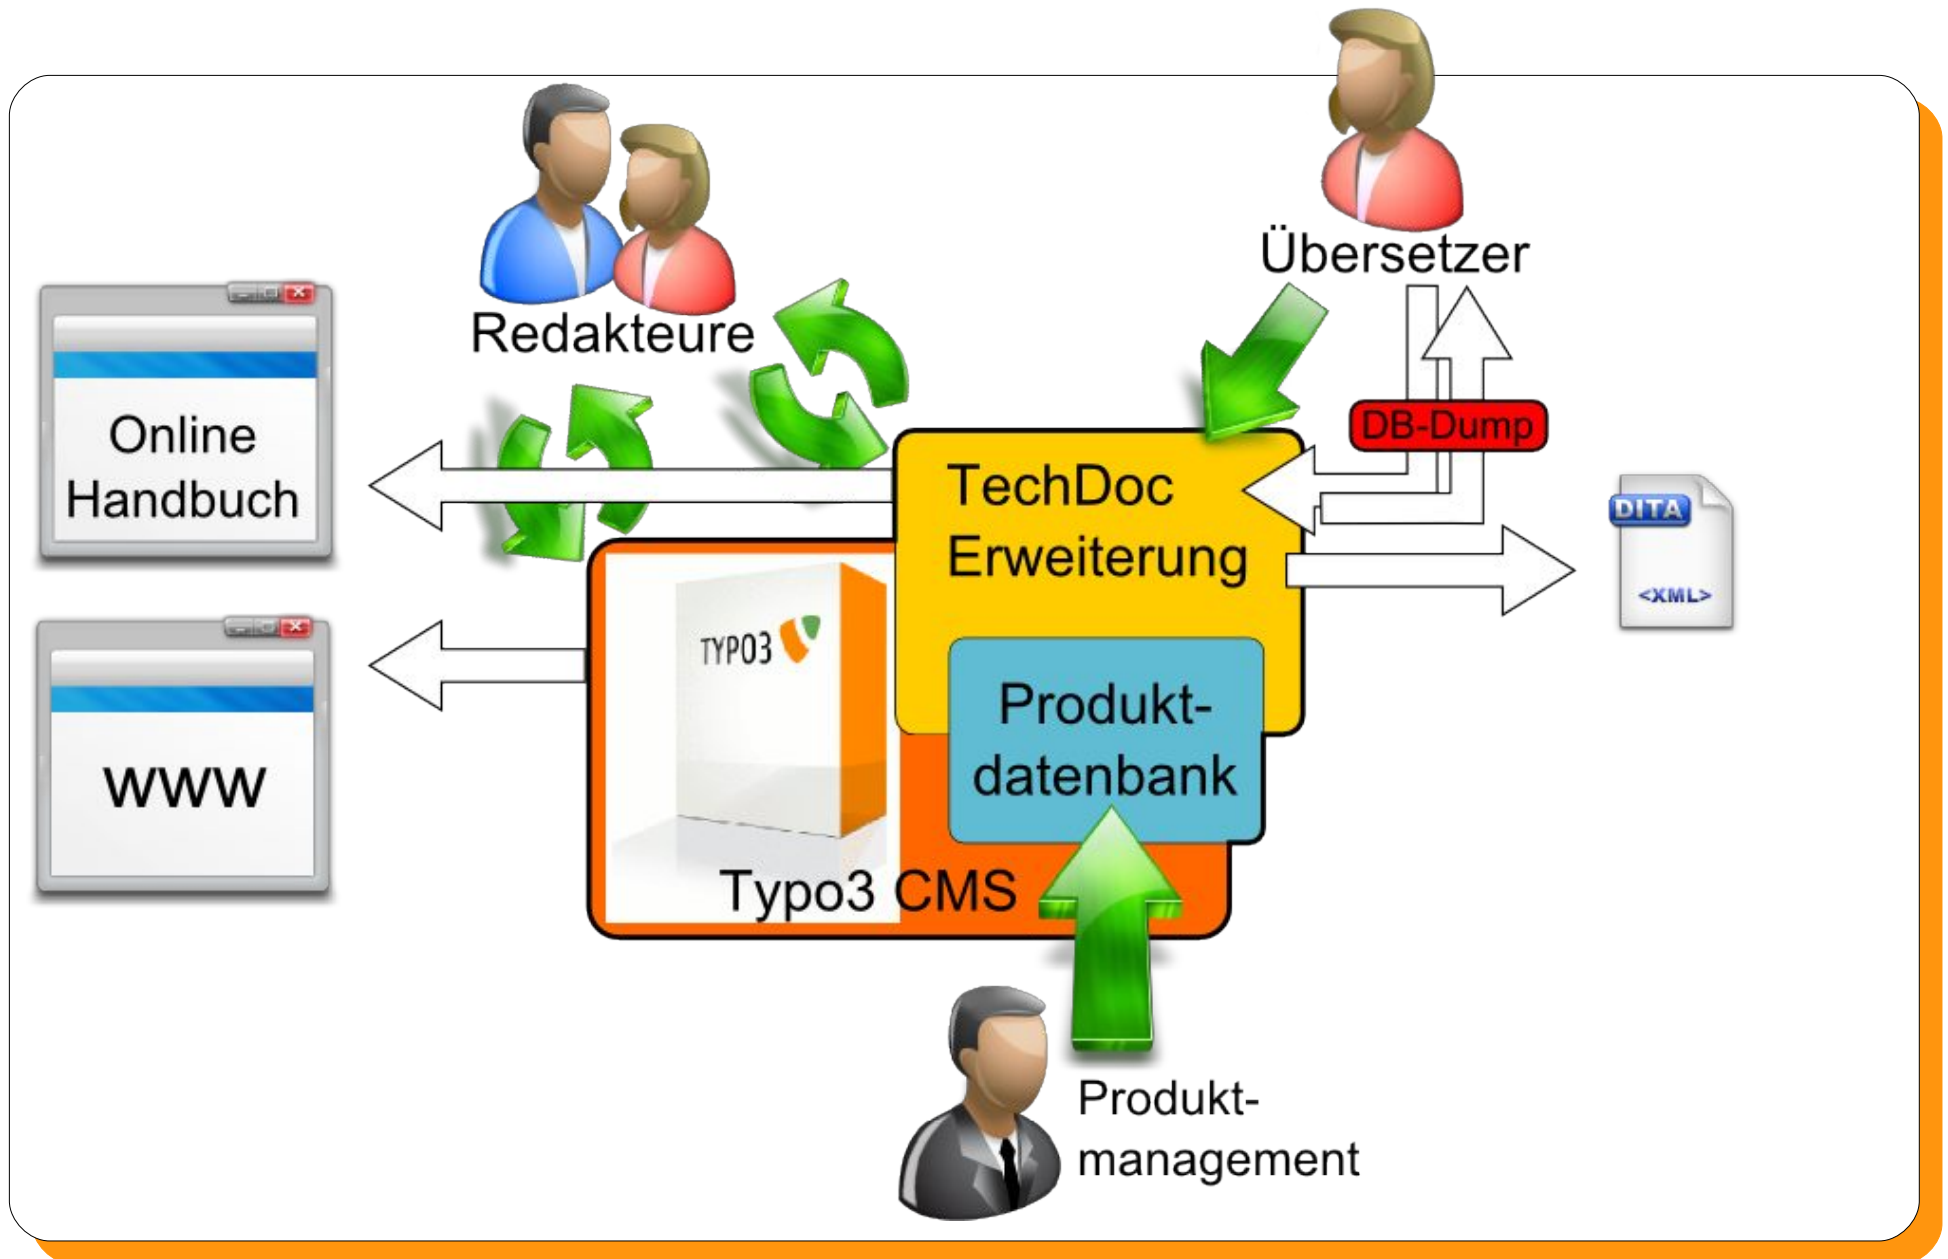 Übersetzer
Redakteure
Online
Handbuch
DB-Dump
TechDoc
Erweiterung
DITA
<XML>
TYPO3
Produkt-
datenbank
www
Typo3 CMS
Produkt-
management